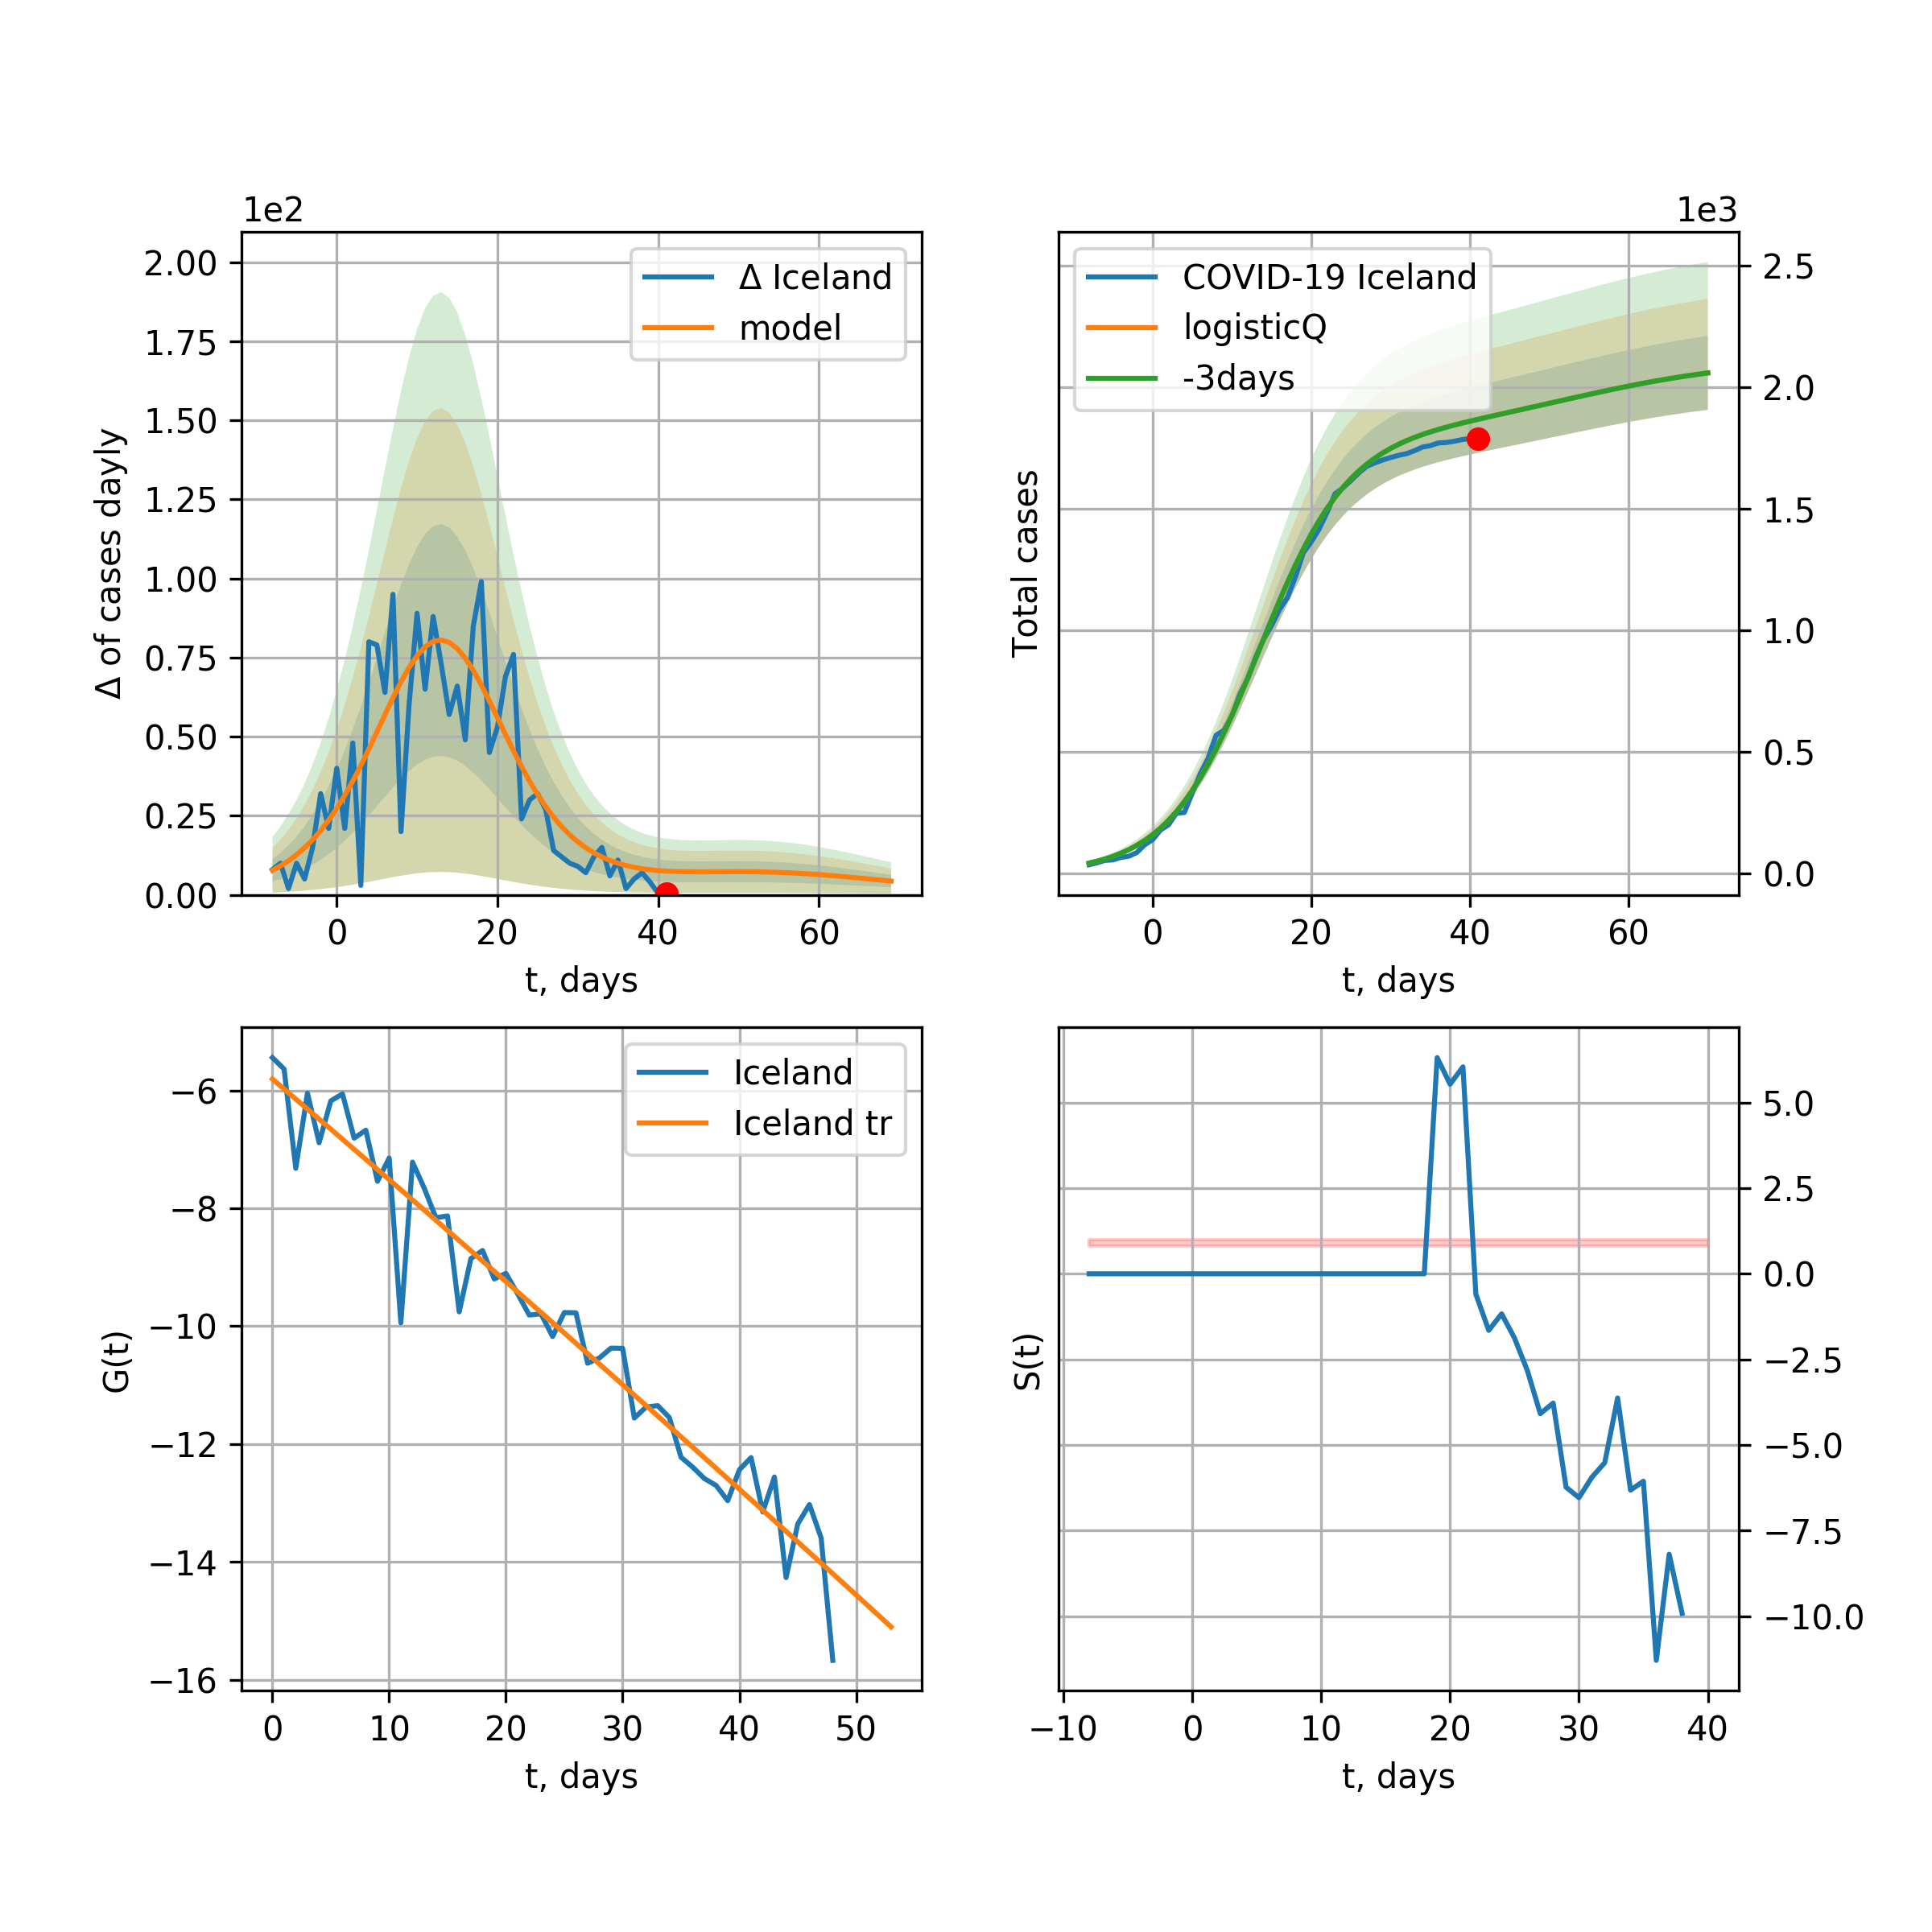 1e2
2.00
1.75
1.50
1.25
1.00
0.75
0.50
0.25
0.00
Δ of cases dayly
Δ Iceland
model
0 20 40 60
t, days
1e3
2.5
2.0
1.5
1.0
0.5
0.0
Total cases
COVID-19 Iceland
logisticQ
-3days
0 20 40 60
t, days
−6
−8
−10
−12
−14
−16
G(t)
Iceland
Iceland tr
0 10 20 30 40 50
t, days
5.0
2.5
0.0
−2.5
−5.0
−7.5
−10.0
S(t)
−10 0 10 20 30 40
t, days